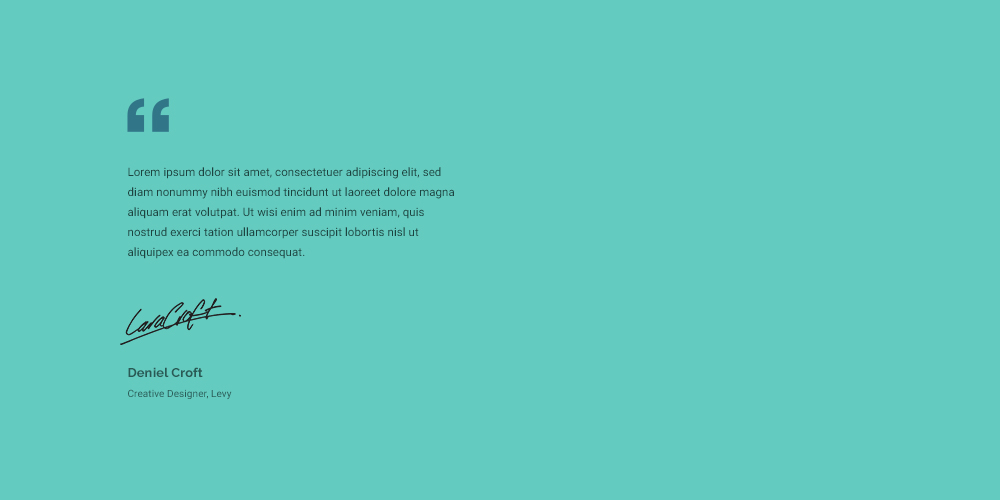 “
Lorem ipsum dolor sit amet, consectetuer adipiscing elit, sed
diam nonummy nibh euismod tincidunt ut laoreet dolore magna
aliquam erat volutpat. Ut wisi enim ad minim veniam, quis
nostrud exerci tation ullamcorper suscipit lobortis nisl ut
aliquipex ea commodo consequat.
Lara Croft.
Deniel Croft
Creative Designer, Levy